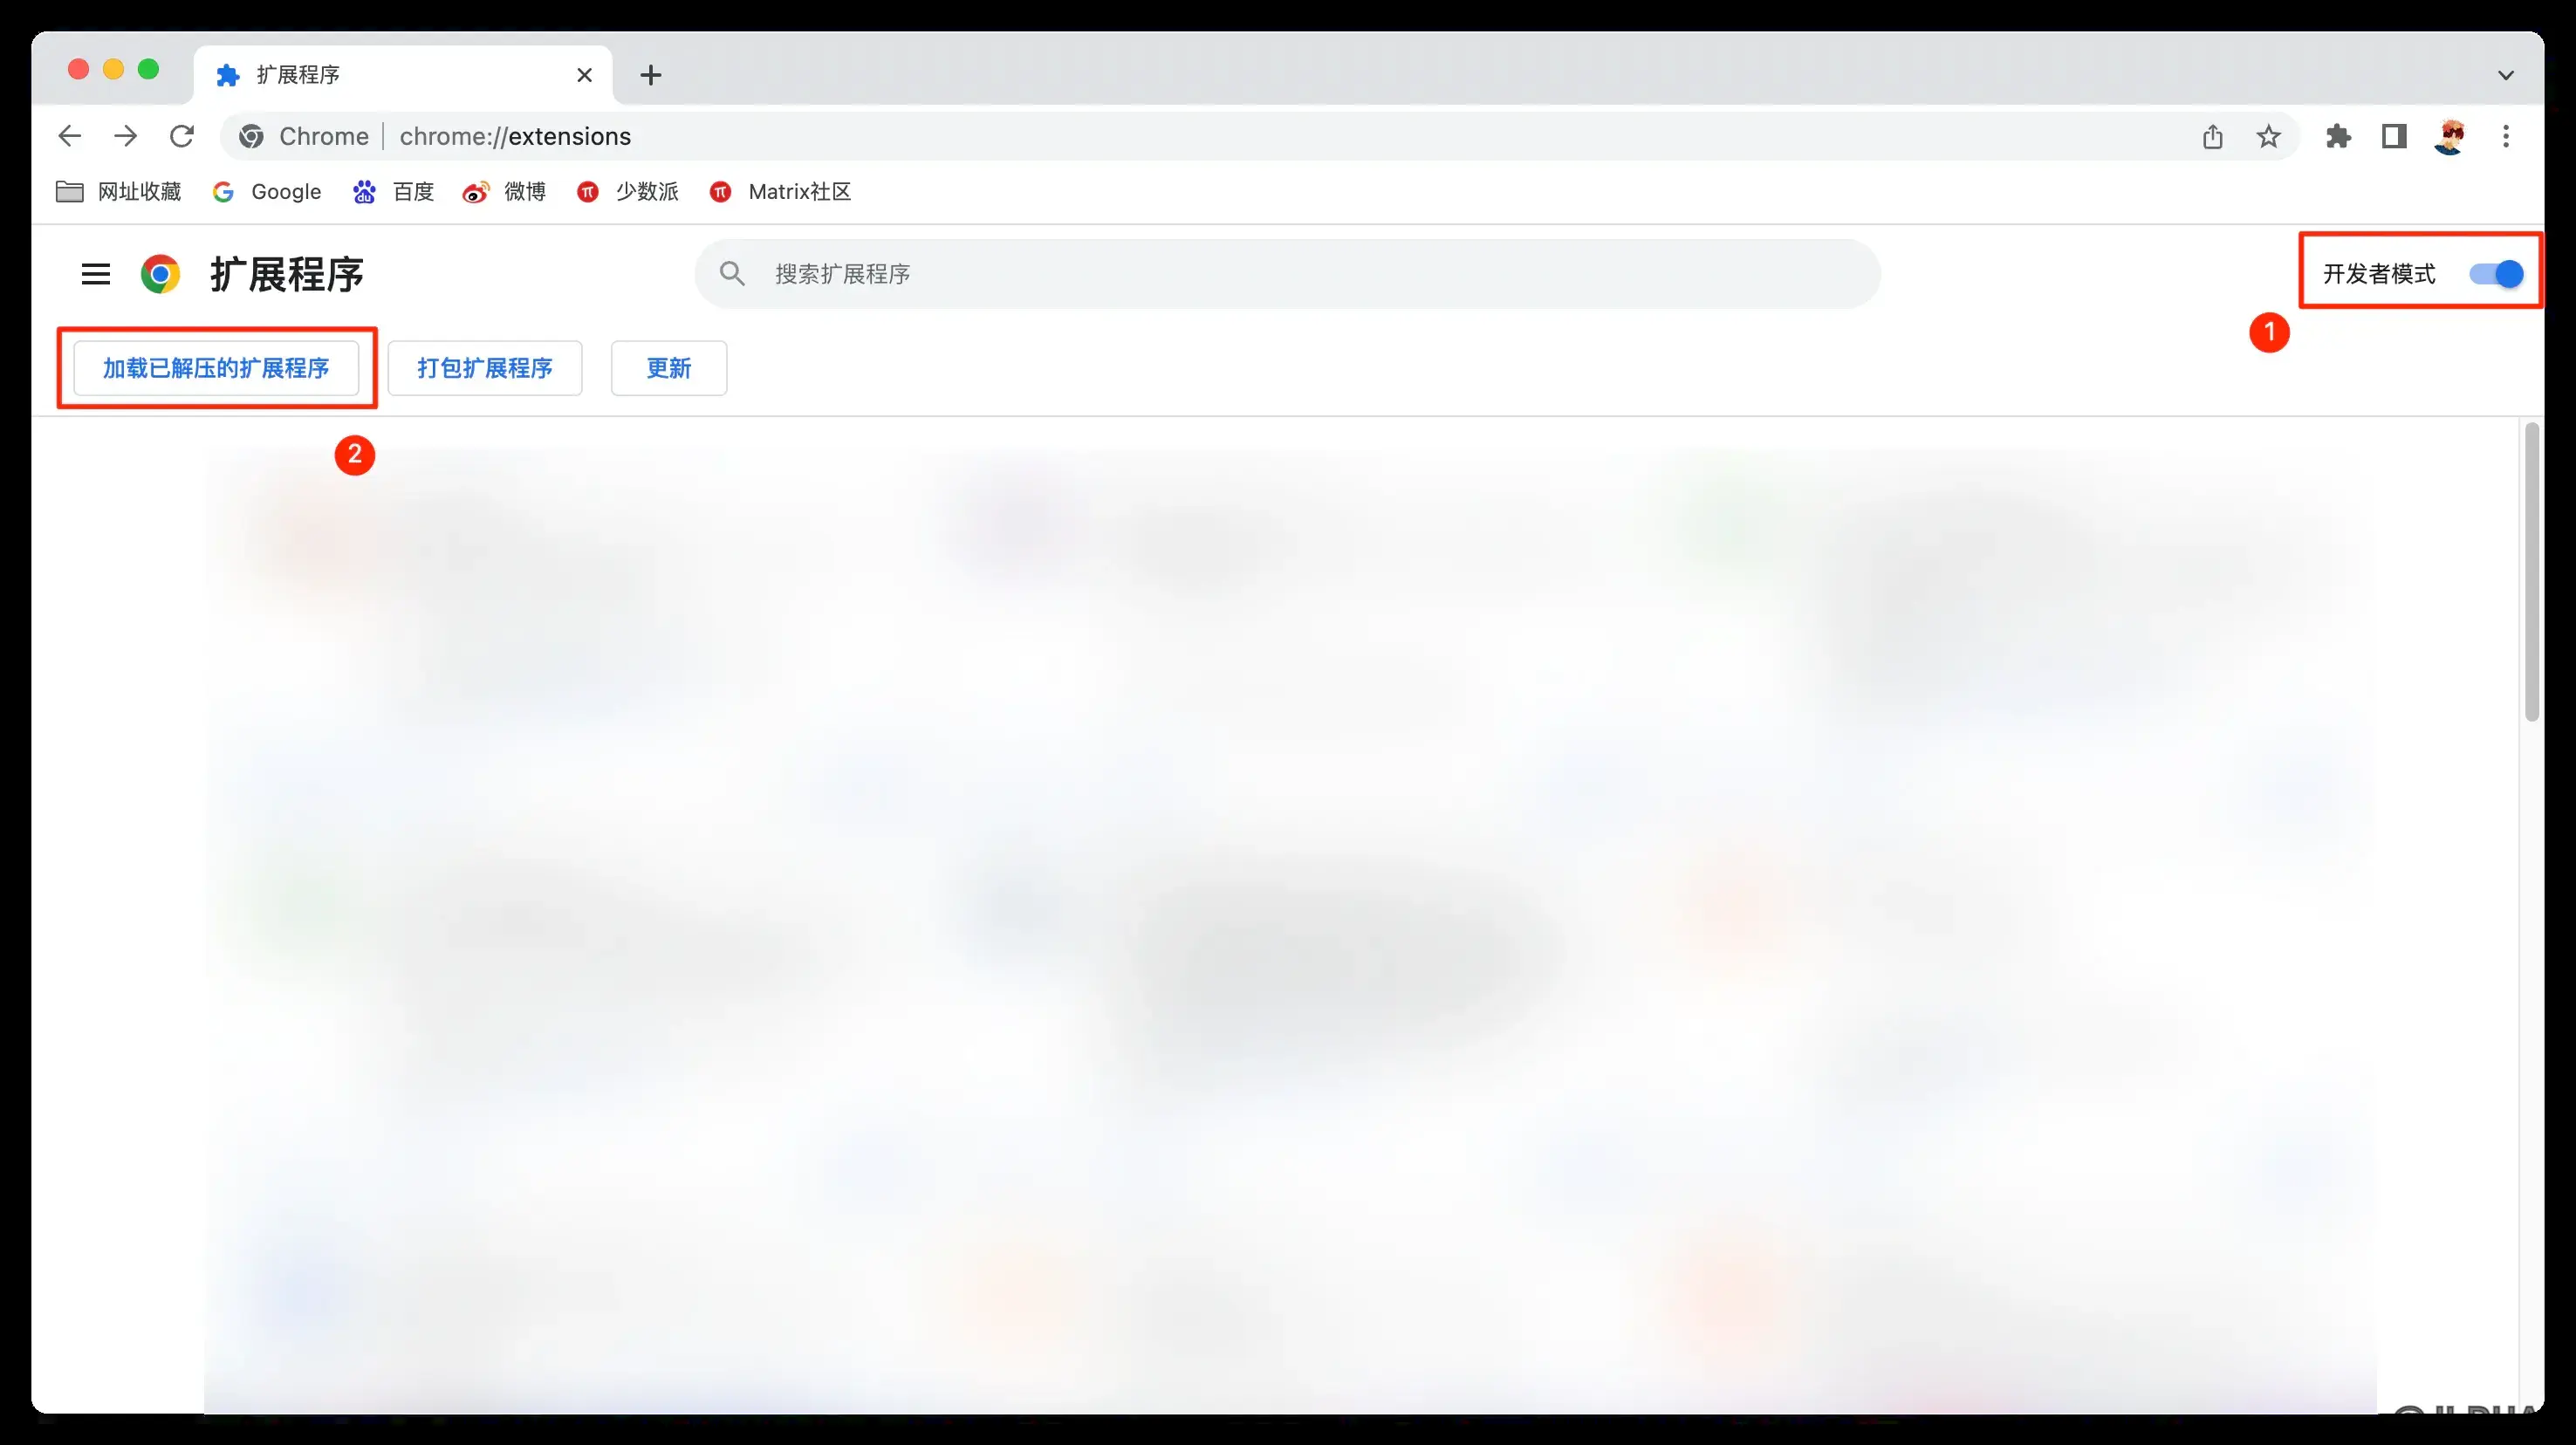 扩展程序
Chrome chrome://extensions
网址收藏 Google 百度 微博 少数派 Matrix社区
扩展程序 搜索扩展程序 开发者模式
1
加载已解压的扩展程序 打包扩展程序 更新
2